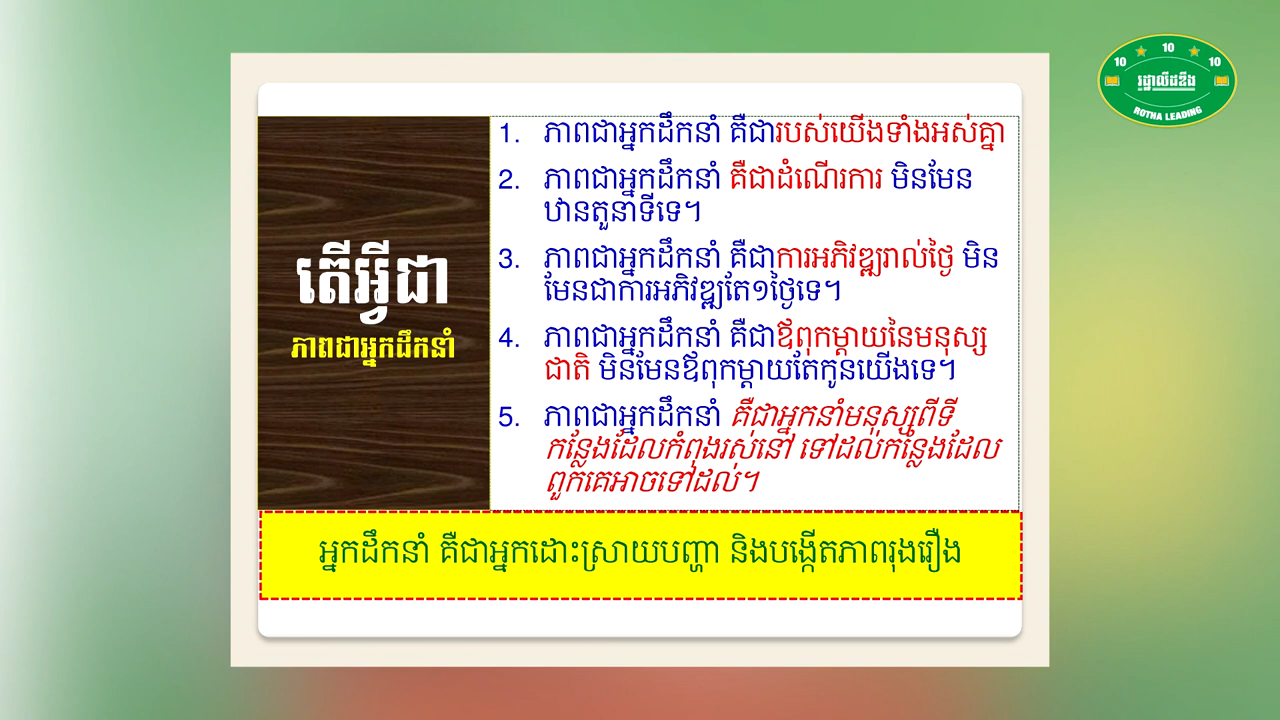 10
10
10
រដ្ឋាលីដឌីង
ROTHA LEADING
តើអ្វីជា
ភាពជាអ្នកដឹកនាំ
1. ភាពជាអ្នកដឹកនាំ គឺជារបស់យើងទាំងអស់គ្នា
2. ភាពជាអ្នកដឹកនាំ គឺជាដំណើរការ មិនមែន
ឋានតួនាទីទេ។
3. ភាពជាអ្នកដឹកនាំ គឺជាការអភិវឌ្ឍរាល់ថ្ងៃ មិន
មែនជាការអភិវឌ្ឍតែ១ថ្ងៃទេ។
4. ភាពជាអ្នកដឹកនាំ គឺជាឪពុកម្តាយនៃមនុស្ស
ជាតិ មិនមែនឪពុកម្តាយតែកូនយើងទេ។
5. ភាពជាអ្នកដឹកនាំ គឺជាអ្នកនាំមនុស្សពីទី
កន្លែងដែលកំពុងរស់នៅ ទៅដល់កន្លែងដែល
ពួកគេអាចទៅដល់។
អ្នកដឹកនាំ គឺជាអ្នកដោះស្រាយបញ្ហា និងបង្កើតភាពរុងរឿង